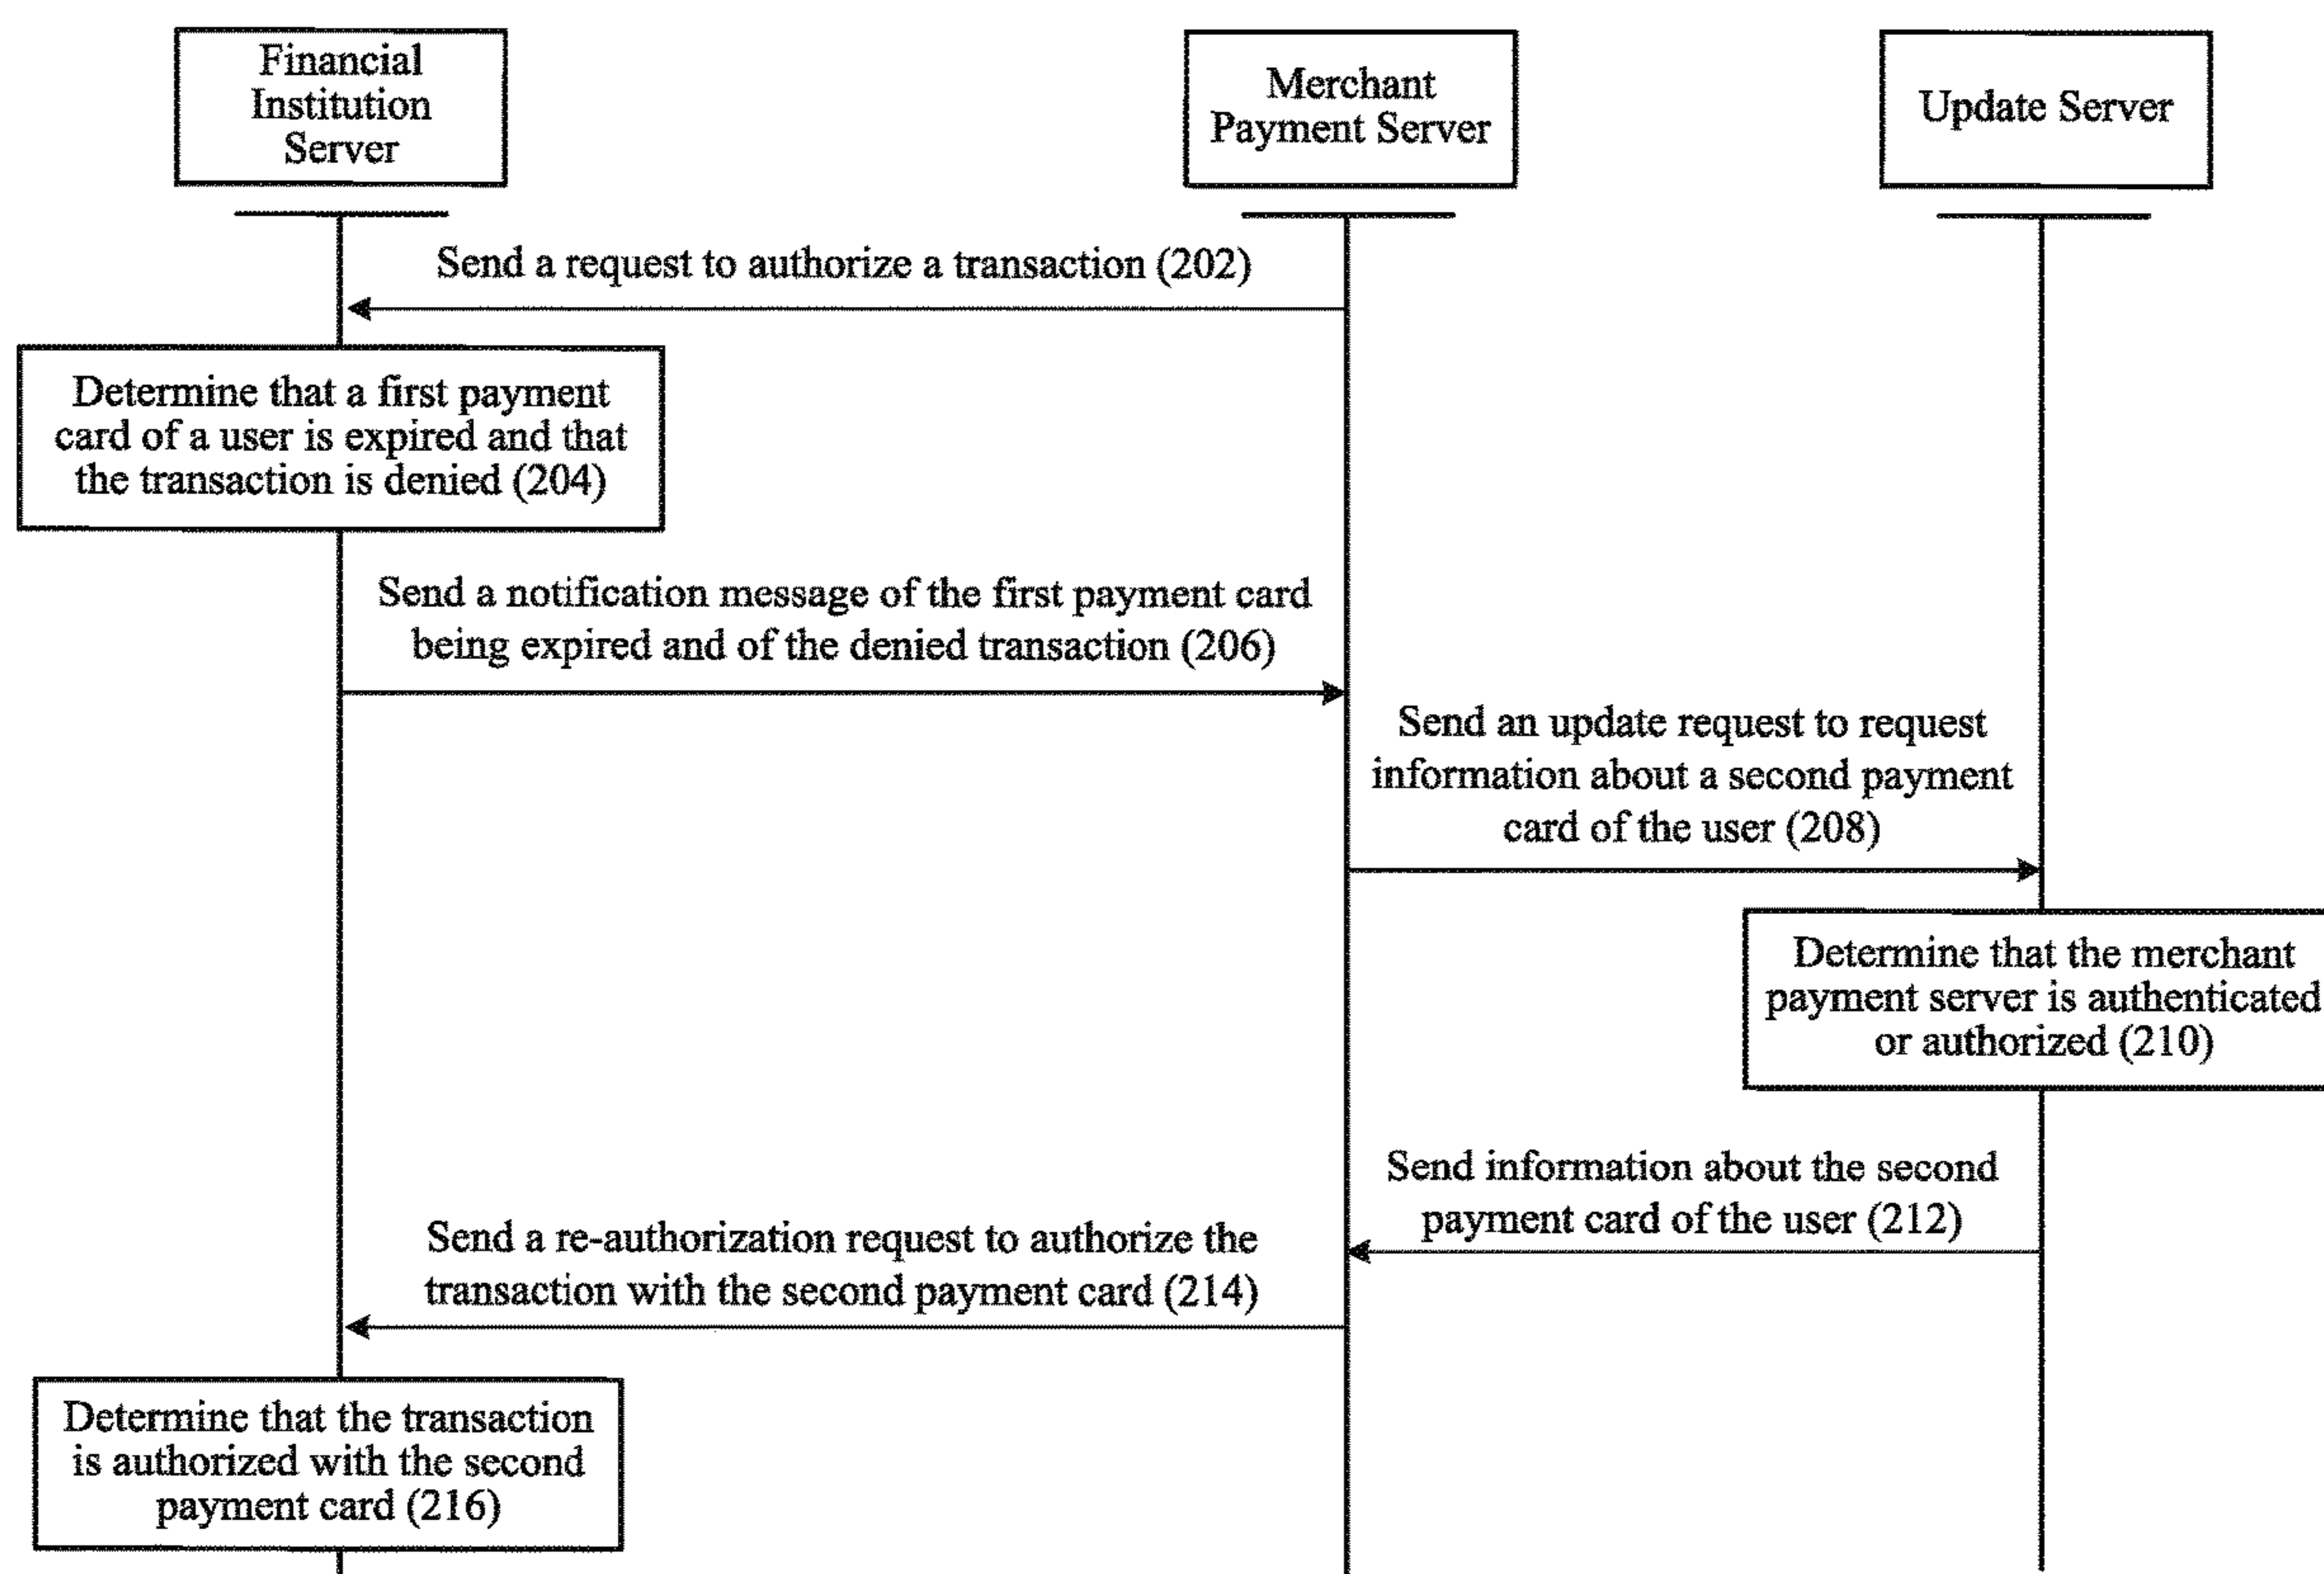 Financial
Institution
Server
Merchant
Payment Server
Update Server
Send a request to authorize a transaction (202)
Determine that a first payment
card of a user is expired and that
the transaction is denied (204)
Send a notification message of the first payment card
being expired and of the denied transaction (206)
Send an update request to request
information about a second payment
card of the user (208)
Determine that the merchant
payment server is authenticated
or authorized (210)
Send information about the second
payment card of the user (212)
Send a re-authorization request to authorize the
transaction with the second payment card (214)
Determine that the transaction
is authorized with the second
payment card (216)